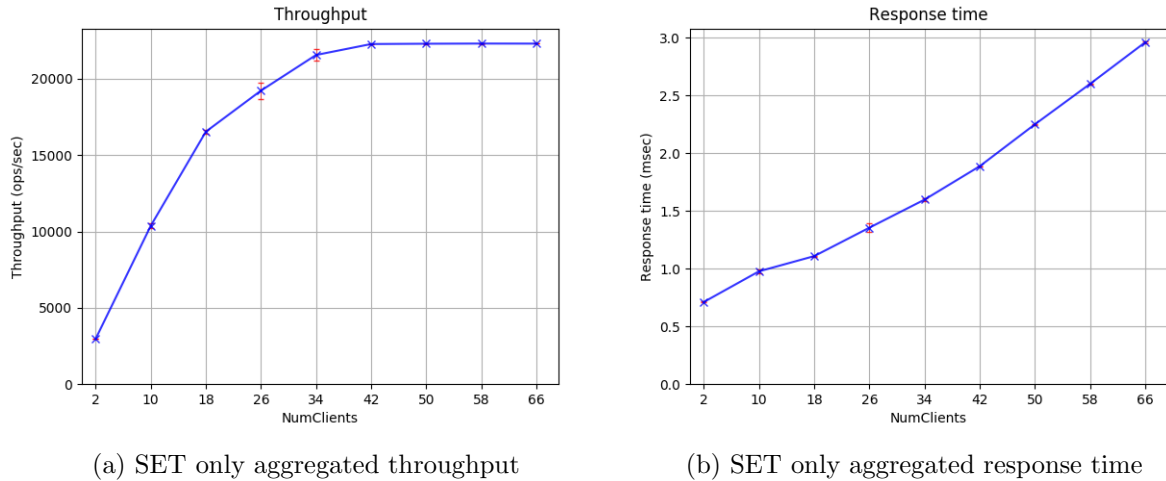 Throughput
20000
15000
10000
5000
0
Throughput (ops/sec)
2 10 18 26 34 42 50 58 66
NumClients
(a) SET only aggregated throughput
Response time
3.0
2.5
2.0
1.5
1.0
0.5
0.0
Response time (msec)
2 10 18 26 34 42 50 58 66
NumClients
(b) SET only aggregated response time